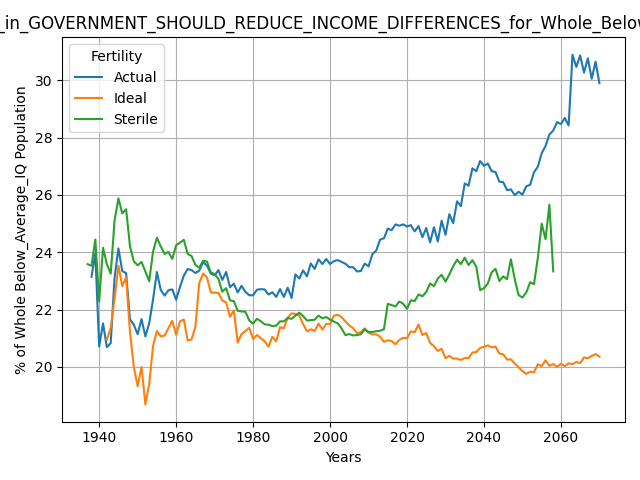 _in_GOVERNMENT_SHOULD_REDUCE_INCOME_DIFFERENCES_for_Whole_Below
Fertility
Actual
Ideal
Sterile
% of Whole Below_Average_IQ Population
30
28
26
24
22
20
1940 1960 1980 2000 2020 2040 2060
Years